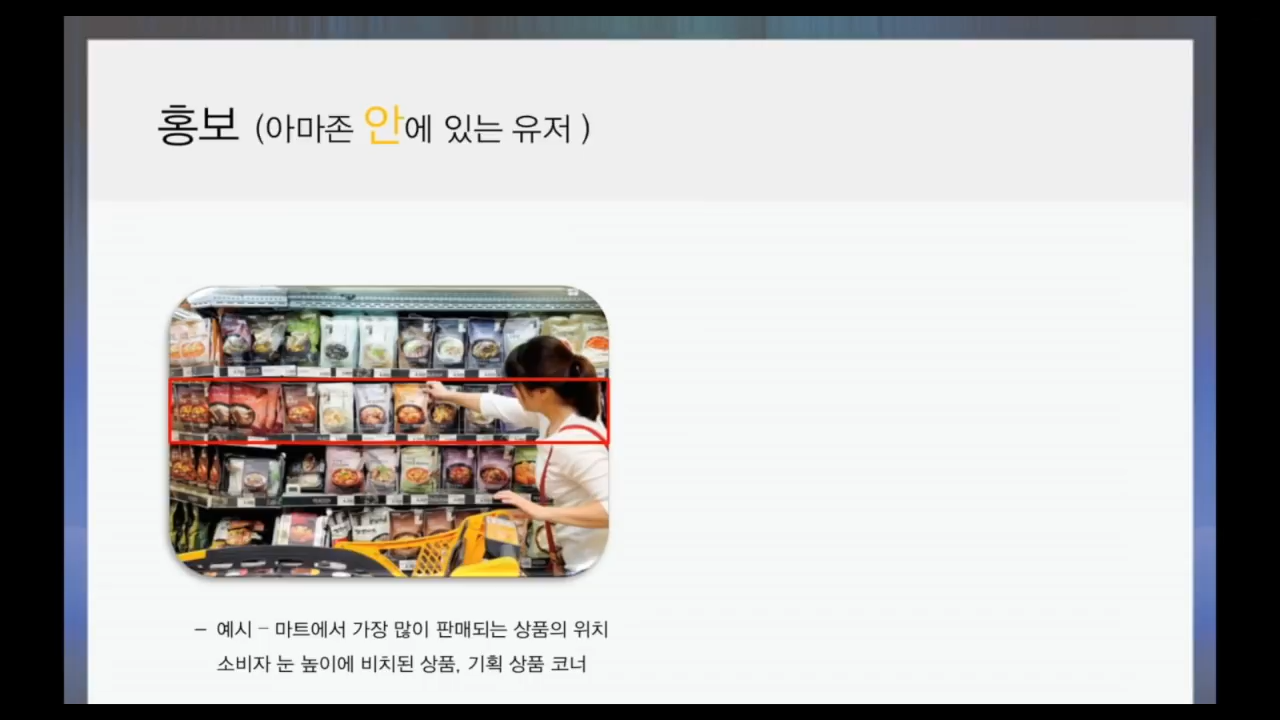 홍보 (아마존 안에 있는 유저 )
– 예시 – 마트에서 가장 많이 판매되는 상품의 위치
소비자 눈 높이에 비치된 상품, 기획 상품 코너